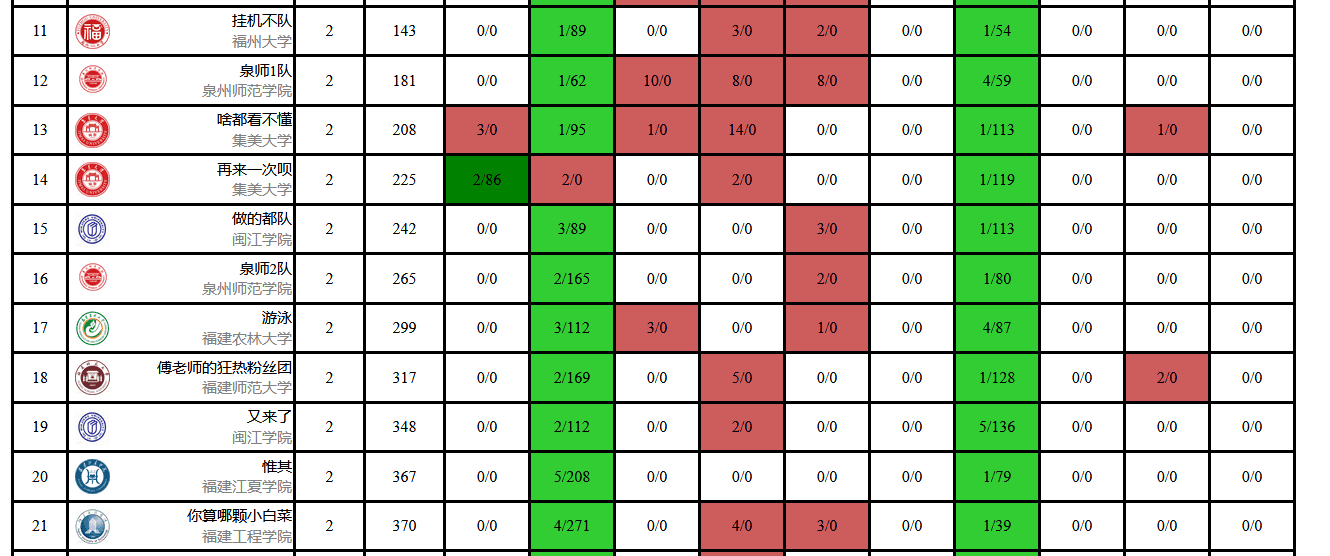 11 挂机不队 2 143 0/0 1/89 0/0 3/0 2/0 0/0 1/54 0/0 0/0 0/0
福州大学
12 泉师1队 2 181 0/0 1/62 10/0 8/0 8/0 0/0 4/59 0/0 0/0 0/0
泉州师范学院
13 啥都看不懂 2 208 3/0 1/95 1/0 14/0 0/0 0/0 1/113 0/0 1/0 0/0
集美大学
14 再来一次呗 2 225 2/86 2/0 0/0 2/0 0/0 0/0 1/119 0/0 0/0 0/0
集美大学
15 做的都队 2 242 0/0 3/89 0/0 0/0 3/0 0/0 1/113 0/0 0/0 0/0
闽江学院
16 泉师2队 2 265 0/0 2/165 0/0 0/0 2/0 0/0 1/80 0/0 0/0 0/0
泉州师范学院
17 游泳 2 299 0/0 3/112 3/0 0/0 1/0 0/0 4/87 0/0 0/0 0/0
福建农林大学
18 傅老师的狂热粉丝团 2 317 0/0 2/169 0/0 5/0 0/0 0/0 1/128 0/0 2/0 0/0
福建师范大学
19 又来了 2 348 0/0 2/112 0/0 2/0 0/0 0/0 5/136 0/0 0/0 0/0
闽江学院
20 惟其 2 367 0/0 5/208 0/0 0/0 0/0 0/0 1/79 0/0 0/0 0/0
福建江夏学院
21 你算哪颗小白菜 2 370 0/0 4/271 0/0 4/0 3/0 0/0 1/39 0/0 0/0 0/0
福建工程学院